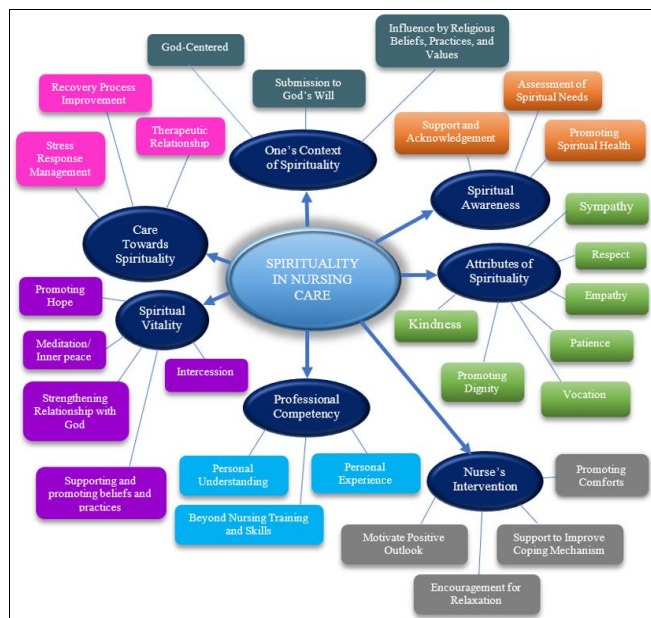 God-Centered
Influence by Religious
Beliefs, Practices, and
Values
Submission to
God's Will
Recovery Process
Improvement
Therapeutic
Relationship
Stress
Response
Management
One's Context
of Spirituality
Assessment of
Spiritual Needs
Support and
Acknowledgement
Promoting
Spiritual Health
Spiritual
Awareness
Care
Towards
Spirituality
SPIRITUALITY
IN NURSING
CARE
Attributes of
Spirituality
Sympathy
Respect
Empathy
Kindness
Patience
Promoting
Dignity
Vocation
Spiritual
Vitality
Promoting
Hope
Meditation/
Inner peace
Intercession
Strengthening
Relationship with
God
Supporting and
promoting beliefs and
practices
Professional
Competency
Personal
Understanding
Personal
Experience
Beyond Nursing Training
and Skills
Nurse's
Intervention
Promoting
Comforts
Motivate Positive
Outlook
Support to Improve
Coping Mechanism
Encouragement for
Relaxation